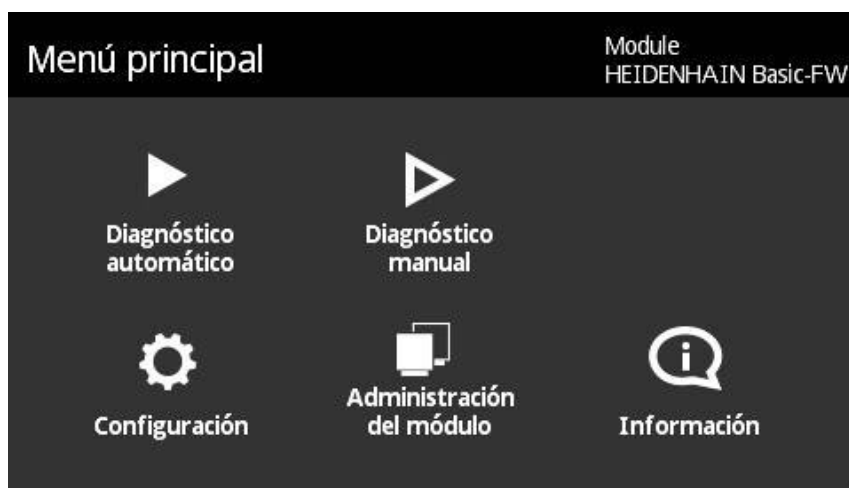 Menú principal
Module
HEIDENHAIN Basic-FW
Diagnóstico
automático
Diagnóstico
manual
Configuración
Administración
del módulo
Información